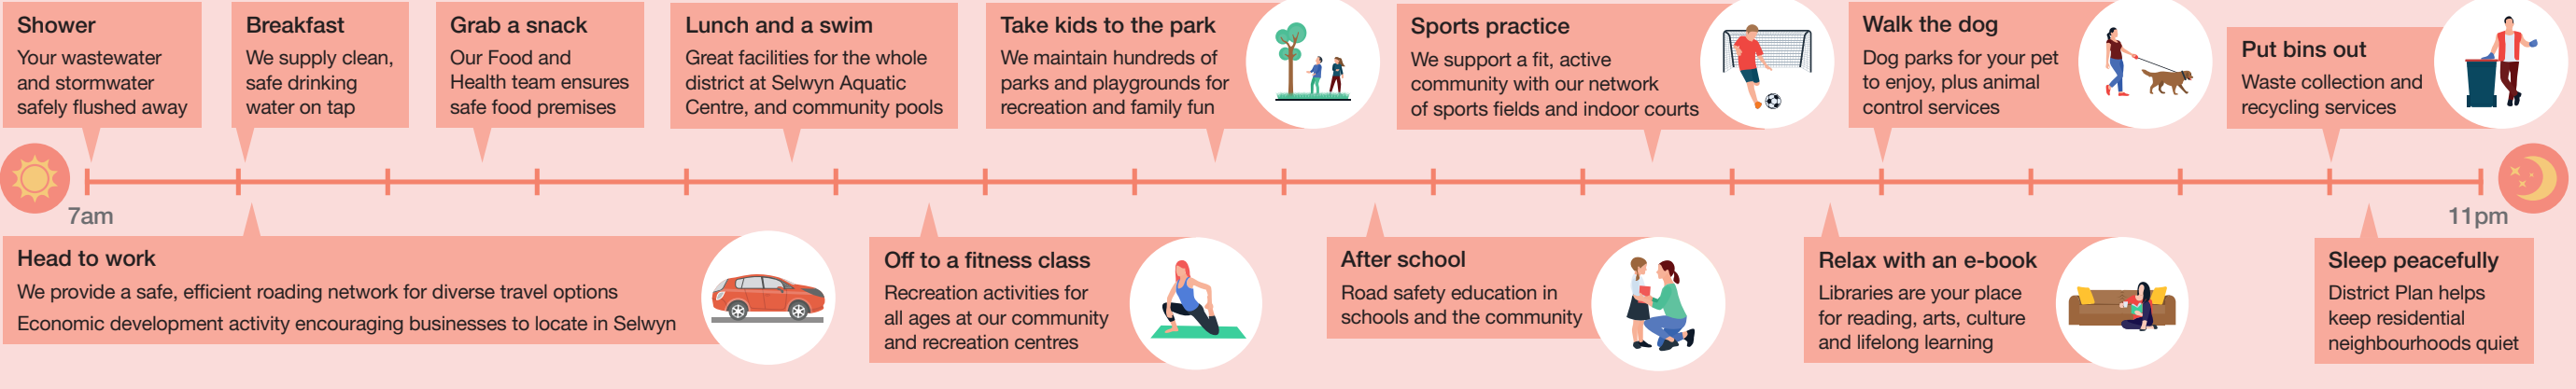 Shower
Your wastewater
and stormwater
safely flushed away
Breakfast
We supply clean,
safe drinking
water on tap
Grab a snack
Our Food and
Health team ensures
safe food premises
Lunch and a swim
Great facilities for the whole
district at Selwyn Aquatic
Centre, and community pools
Take kids to the park
We maintain hundreds of
parks and playgrounds for
recreation and family fun
Sports practice
We support a fit, active
community with our network
of sports fields and indoor courts
Walk the dog
Dog parks for your pet
to enjoy, plus animal
control services
Put bins out
Waste collection and
recycling services
7am
11pm
Head to work
We provide a safe, efficient roading network for diverse travel options
Economic development activity encouraging businesses to locate in Selwyn
Off to a fitness class
Recreation activities for
all ages at our community
and recreation centres
After school
Road safety education in
schools and the community
Relax with an e-book
Libraries are your place
for reading, arts, culture
and lifelong learning
Sleep peacefully
District Plan helps
keep residential
neighbourhoods quiet